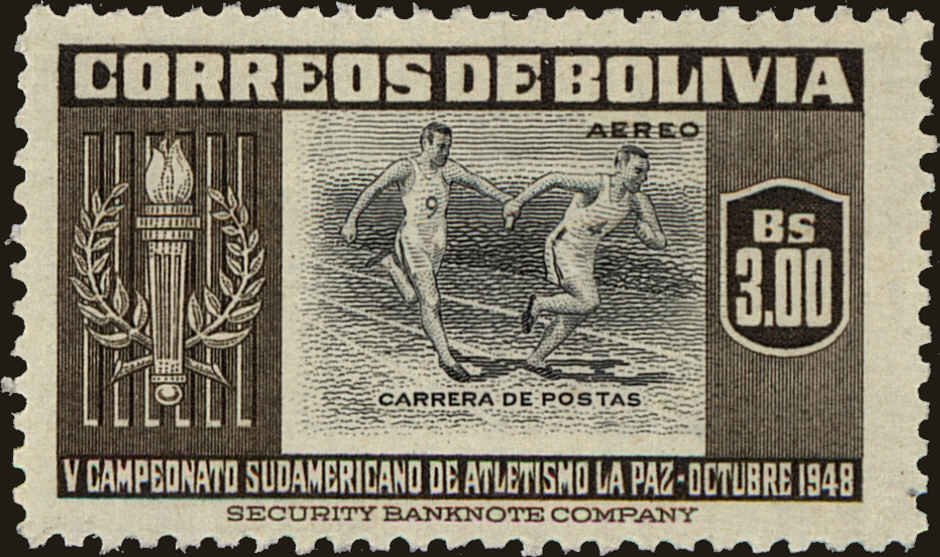 CORREOS DE BOLIVIA
AEREO
9
Bs
3.00
CARRERA DE POSTAS
V CAMPEONATO SUDAMERICANO DE ATLETISMO LA PAZ-OCTUBRE 1948
SECURITY BANKNOTE COMPANY